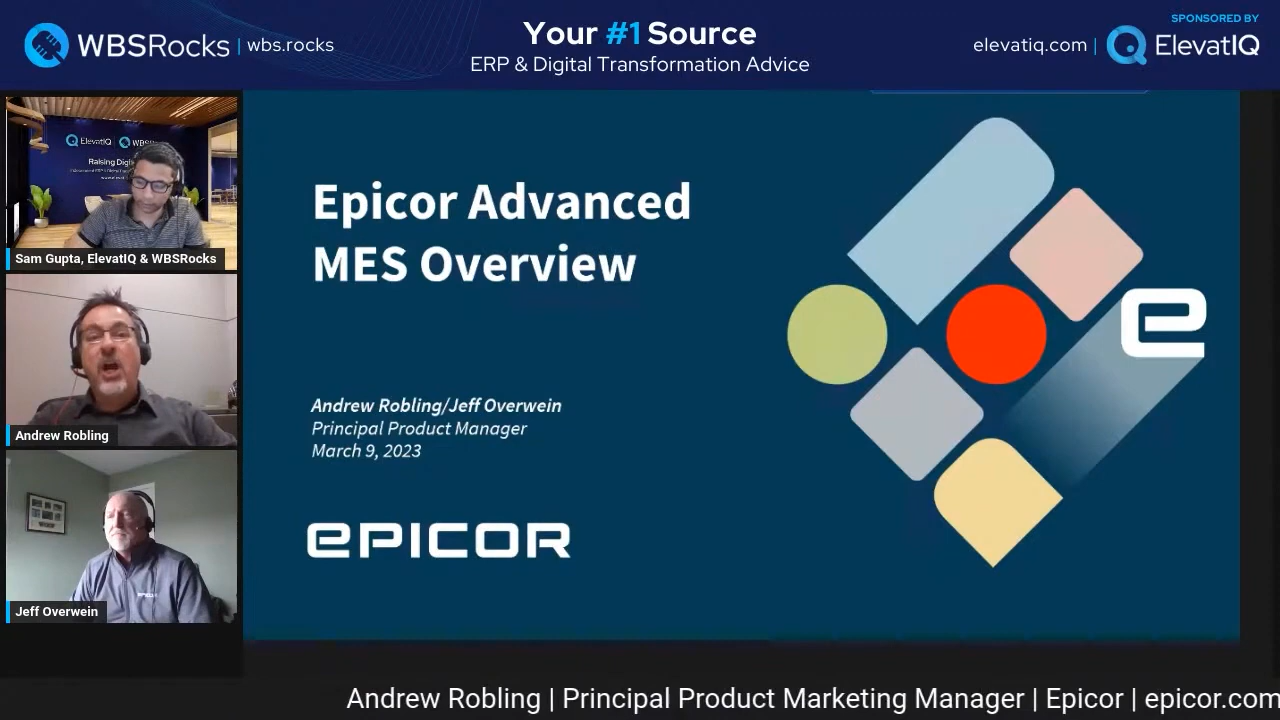 WBSRocks | wbs.rocks
Your #1 Source
ERP & Digital Transformation Advice
SPONSORED BY
elevatiq.com | ElevatIQ
ElevatIQ
Sam Gupta, ElevatIQ & WBSRocks
Andrew Robling
Jeff Overwein
Epicor Advanced
MES Overview
Andrew Robling/Jeff Overwein
Principal Product Manager
March 9, 2023
EPICOR
e
Andrew Robling | Principal Product Marketing Manager | Epicor | epicor.com